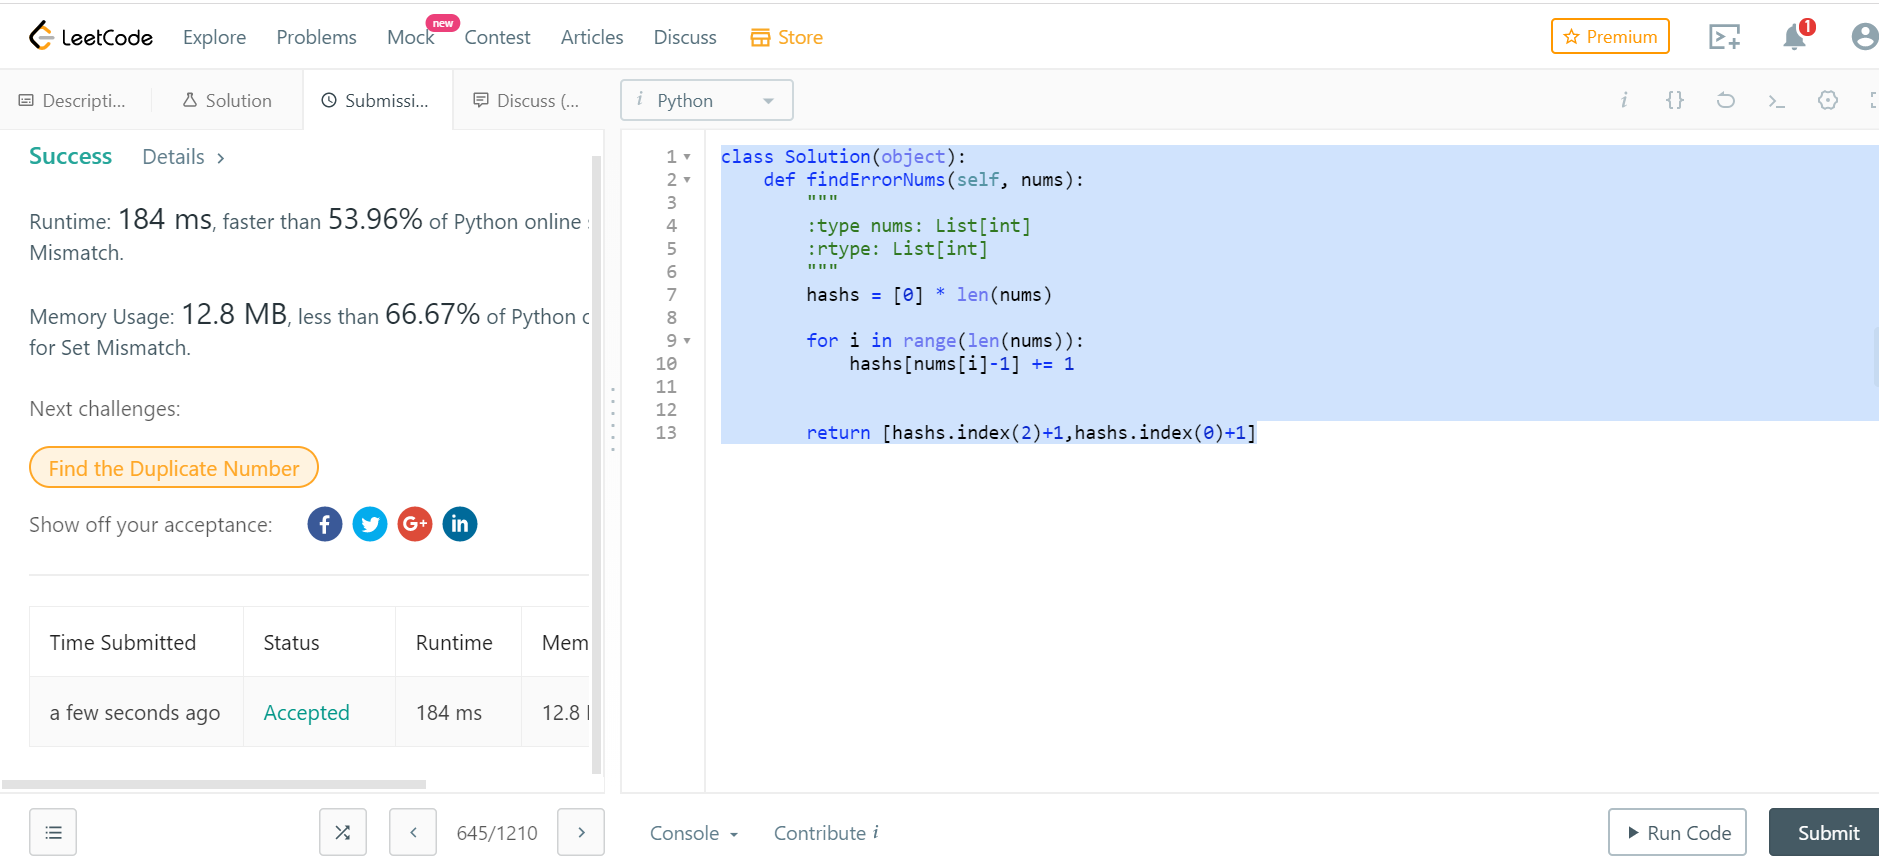 LeetCode Explore Problems Mock new Contest Articles Discuss Store Premium 1
Descripti... Solution Submissi... Discuss (... i Python i {}
Success Details >
Runtime: 184 ms, faster than 53.96% of Python online
Mismatch.
Memory Usage: 12.8 MB, less than 66.67% of Python
for Set Mismatch.
Next challenges:
Find the Duplicate Number
Show off your acceptance: f G+ in
Time Submitted Status Runtime Mem
a few seconds ago Accepted 184 ms 12.8
1 class Solution(object):
2 def findErrorNums(self, nums):
3 """
4 :type nums: List[int]
5 :rtype: List[int]
6 """
7 hashs = [0] * len(nums)
8
9 for i in range(len(nums)):
10 hashs[nums[i]-1] += 1
11
12
13 return [hashs.index(2)+1,hashs.index(0)+1]
< 645/1210 > Console Contribute i Run Code Submit